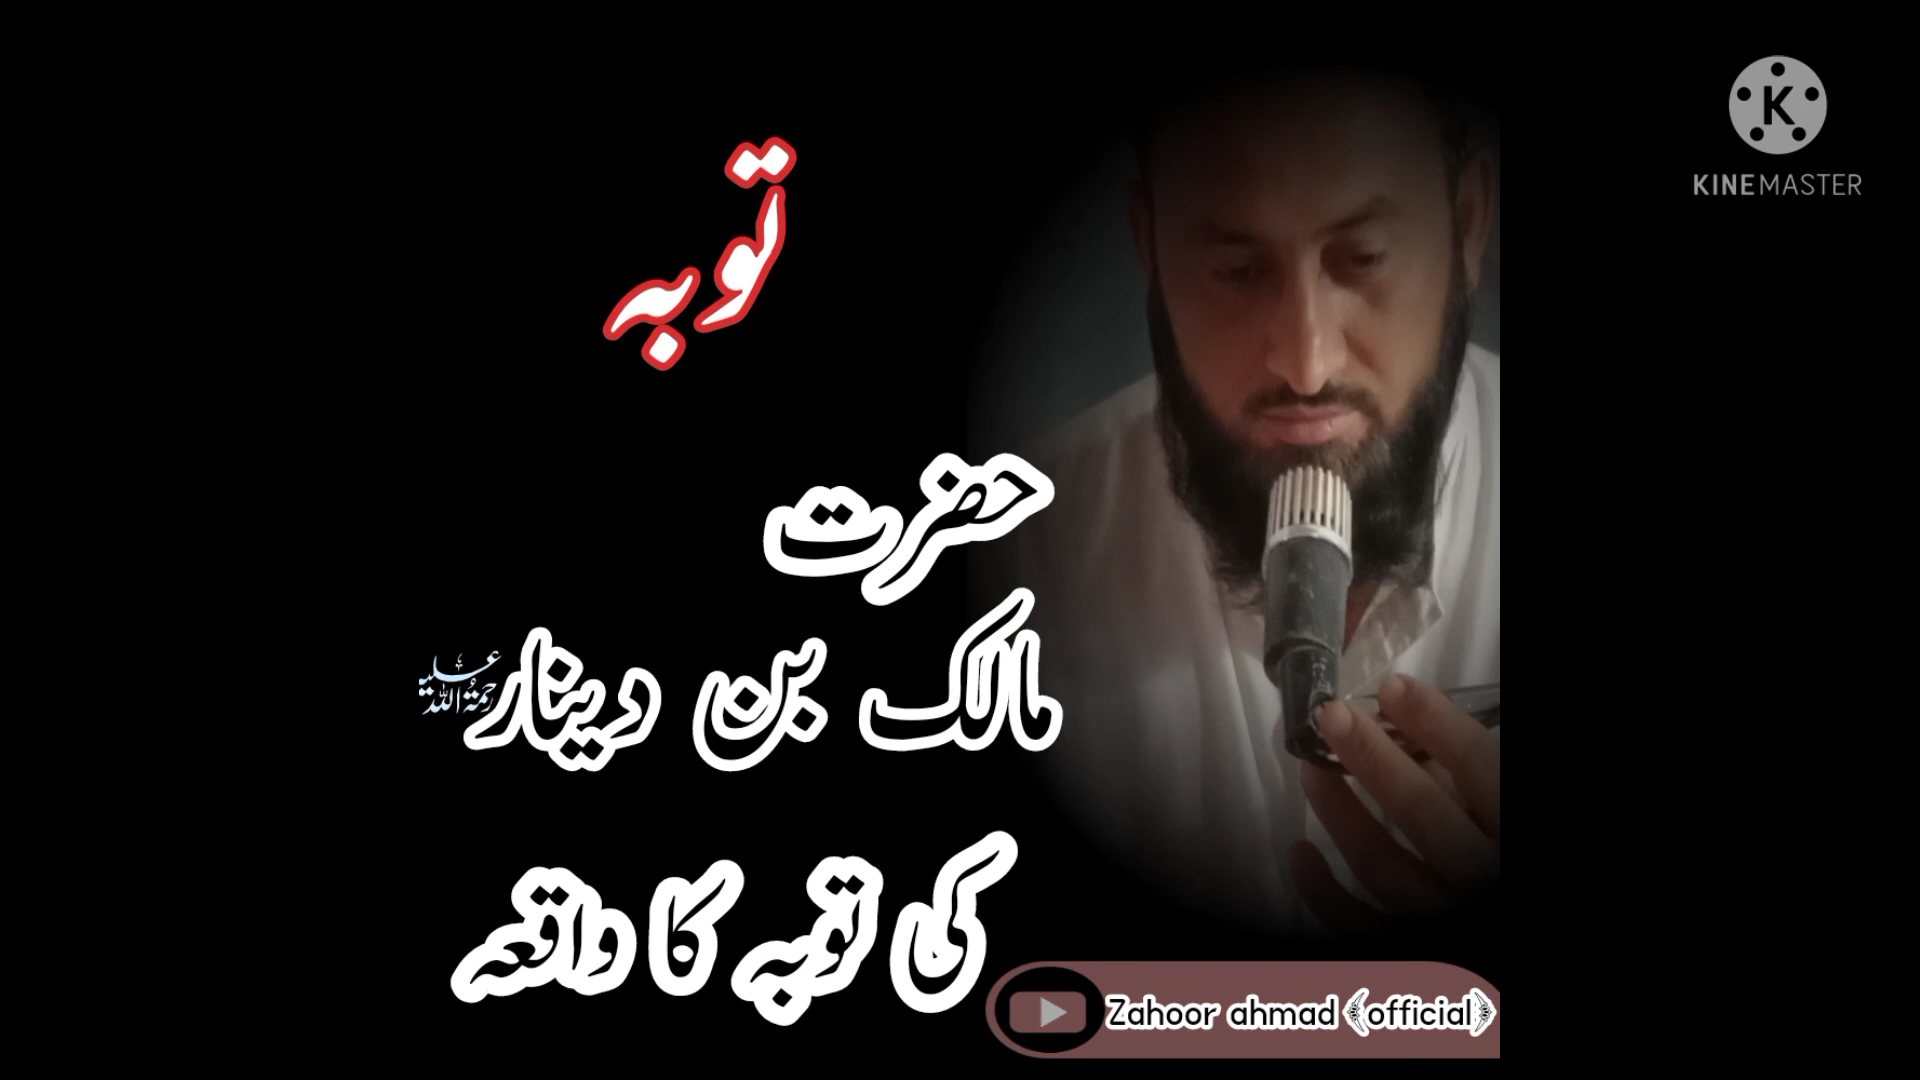 KINEMASTER
توبہ
حضرت
مالک بن دینار رحمۃ اللہ علیہ
کی توبہ کا واقعہ
Zahoor ahmad (official)